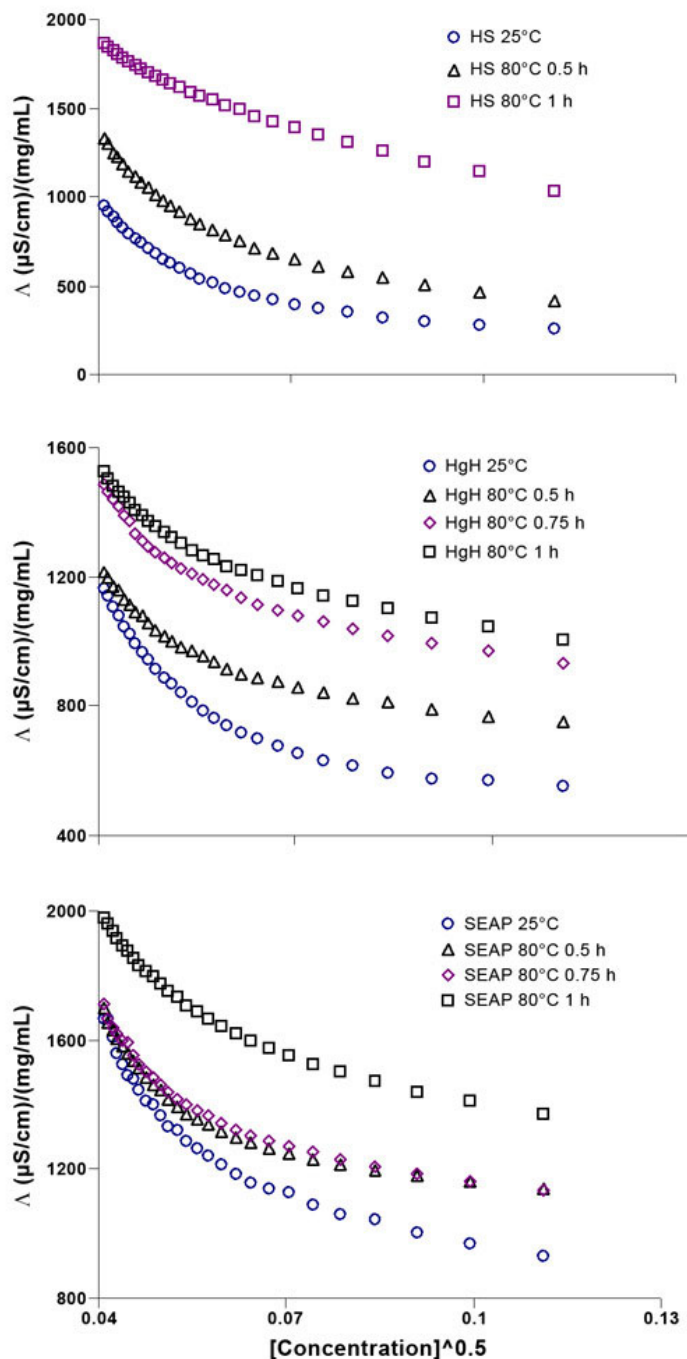 2000
1500
1000
500
0
Λ (µS/cm)/(mg/mL)
HS 25°C
HS 80°C 0.5 h
HS 80°C 1 h
1600
1200
800
400
Λ (µS/cm)/(mg/mL)
HgH 25°C
HgH 80°C 0.5 h
HgH 80°C 0.75 h
HgH 80°C 1 h
2000
1600
1200
800
Λ (µS/cm)/(mg/mL)
SEAP 25°C
SEAP 80°C 0.5 h
SEAP 80°C 0.75 h
SEAP 80°C 1 h
0.04 0.07 0.1 0.13
[Concentration]^0.5